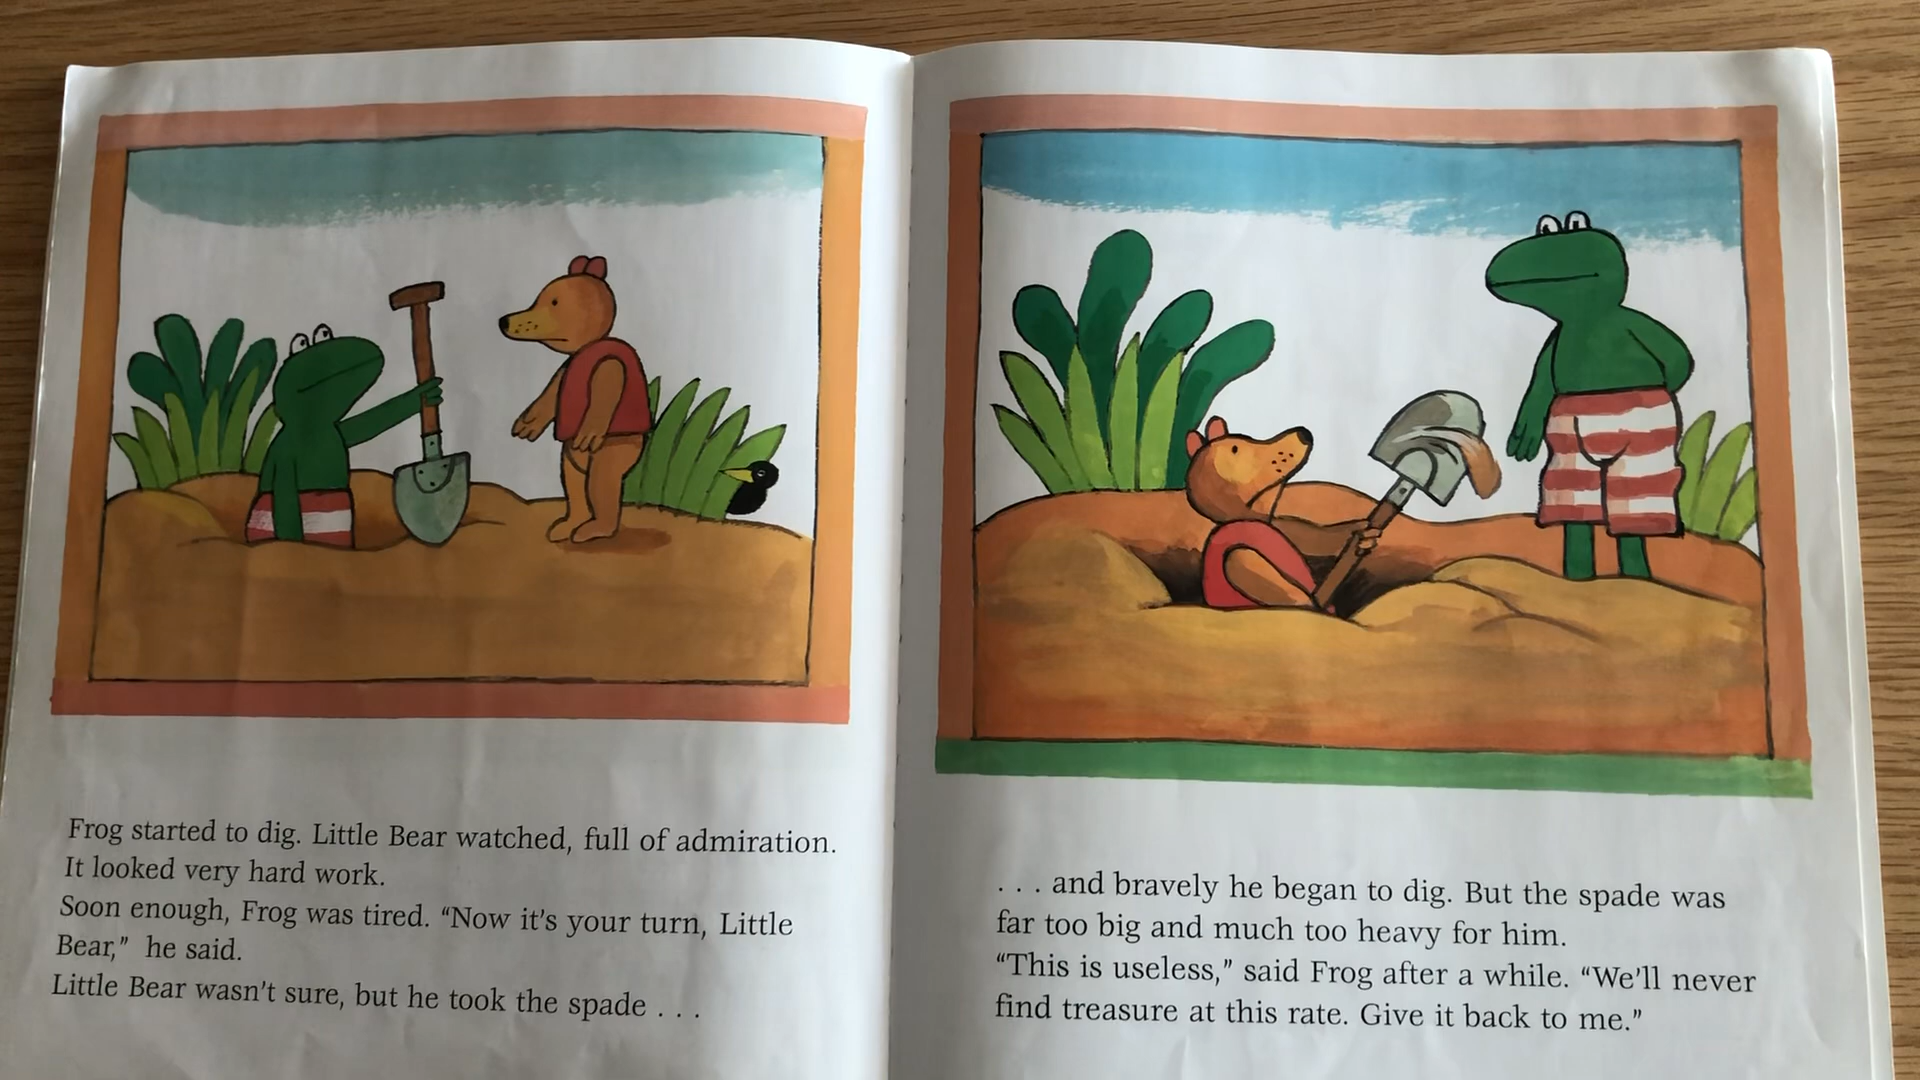 Frog started to dig. Little Bear watched, full of admiration.
It looked very hard work.
Soon enough, Frog was tired. “Now it’s your turn, Little
Bear,” he said.
Little Bear wasn’t sure, but he took the spade . . .
. . . and bravely he began to dig. But the spade was
far too big and much too heavy for him.
“This is useless,” said Frog after a while. “We’ll never
find treasure at this rate. Give it back to me.”